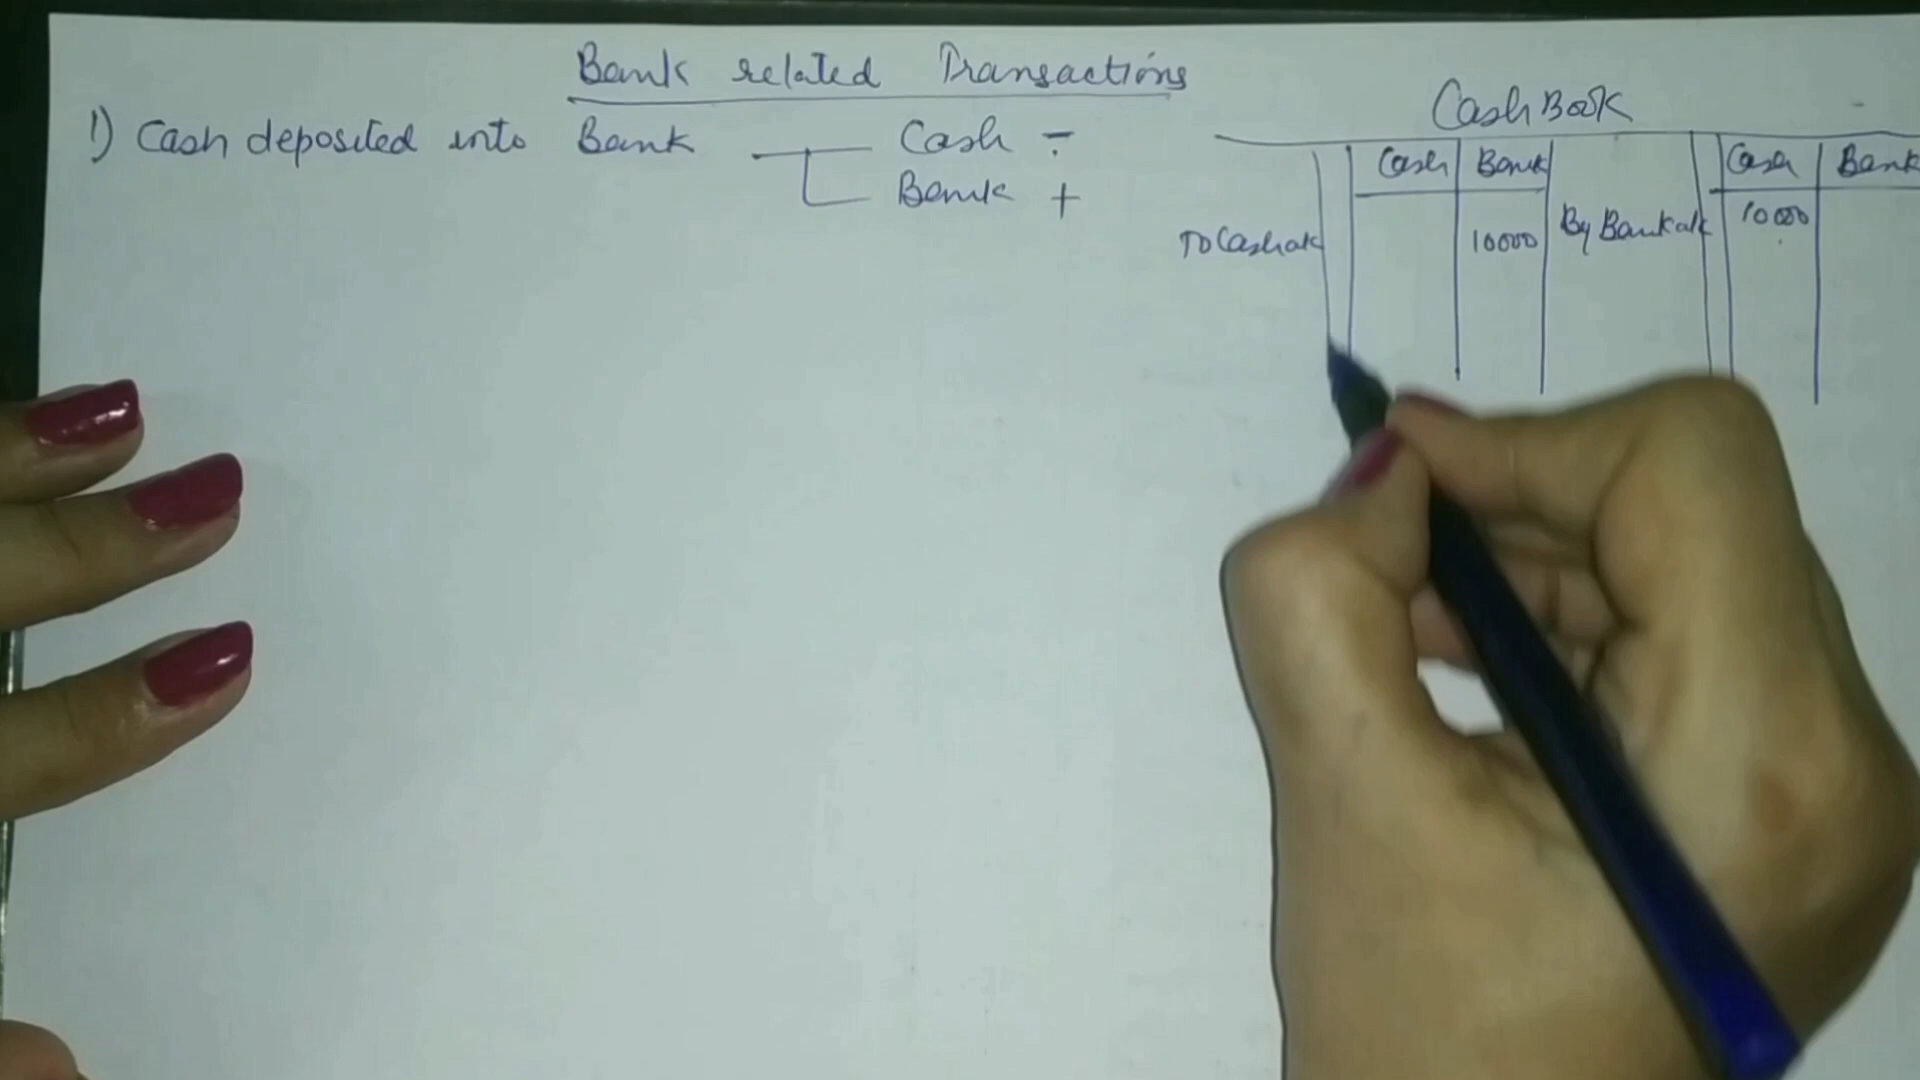 Bank related Transactions
1) Cash deposited into Bank
Cash -
Bank +
Cash Book
Cash Bank Cash Bank
To Cash a/c 10000 By Bank a/c 10000